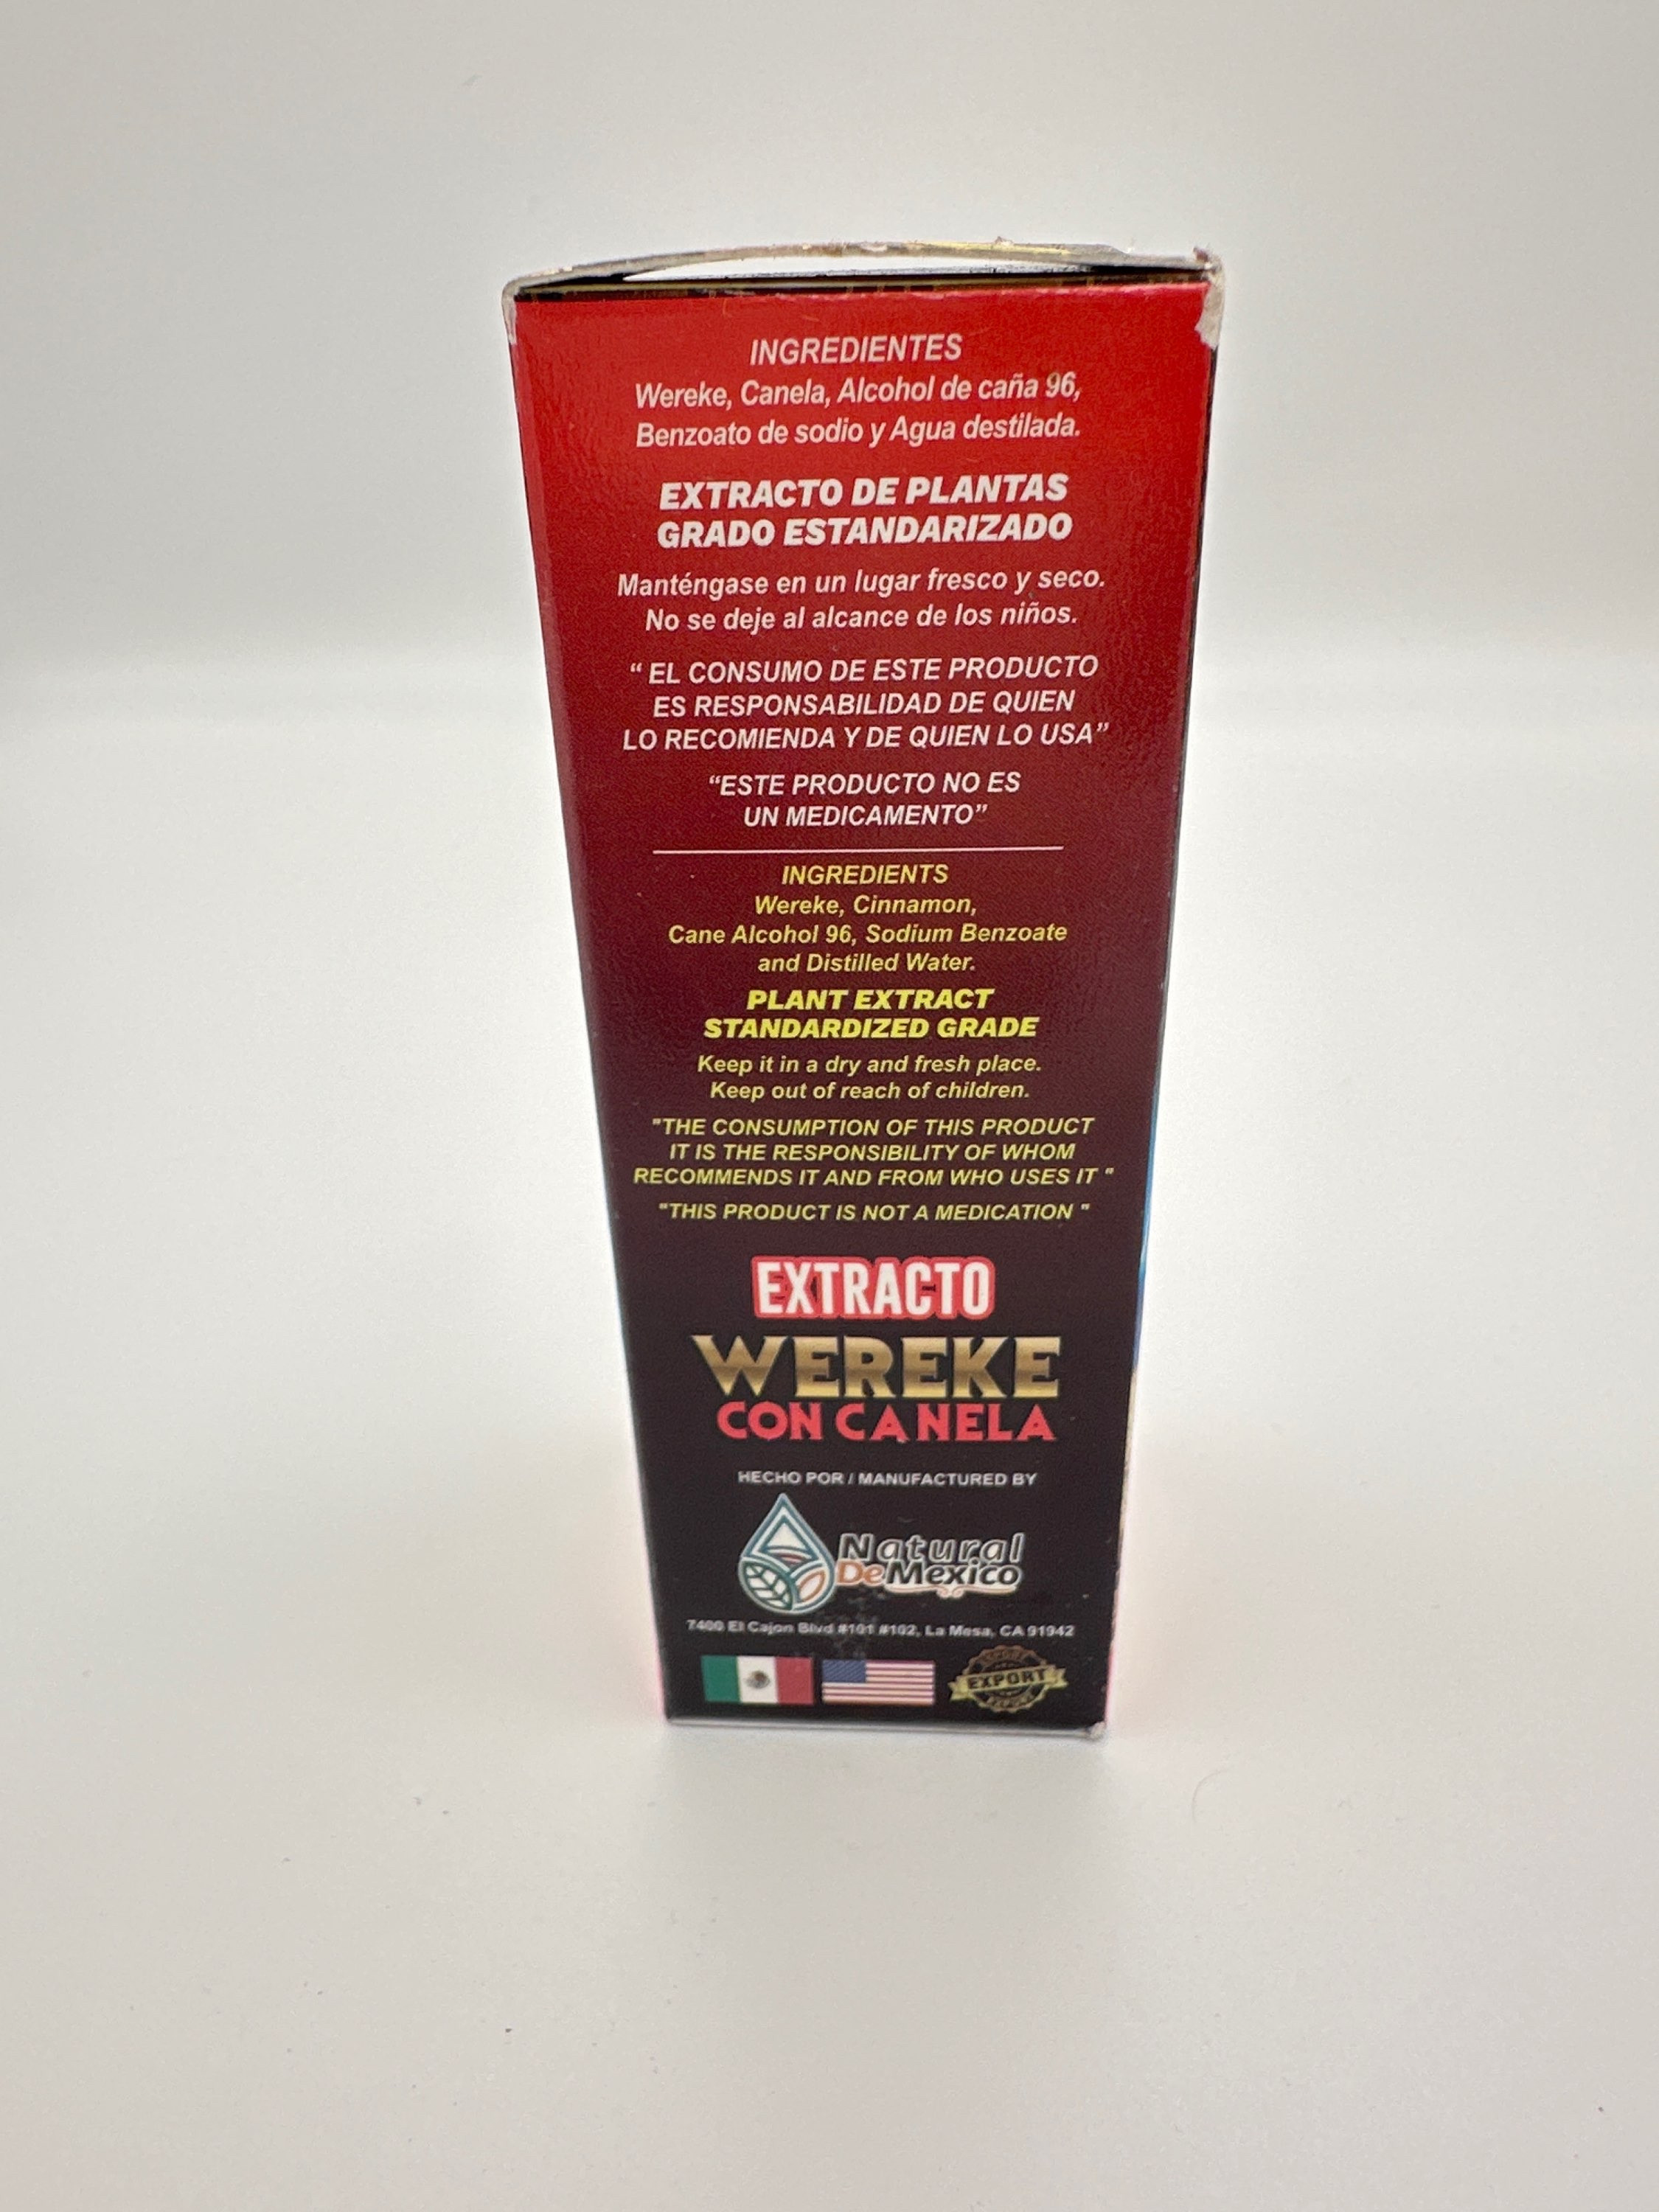 INGREDIENTES
Wereke, Canela, Alcohol de caña 96,
Benzoato de sodio y Agua destilada.
EXTRACTO DE PLANTAS
GRADO ESTANDARIZADO
Manténgase en un lugar fresco y seco.
No se deje al alcance de los niños.
“ EL CONSUMO DE ESTE PRODUCTO
ES RESPONSABILIDAD DE QUIEN
LO RECOMIENDA Y DE QUIEN LO USA”
“ESTE PRODUCTO NO ES
UN MEDICAMENTO”
INGREDIENTS
Wereke, Cinnamon,
Cane Alcohol 96, Sodium Benzoate
and Distilled Water.
PLANT EXTRACT
STANDARDIZED GRADE
Keep it in a dry and fresh place.
Keep out of reach of children.
"THE CONSUMPTION OF THIS PRODUCT
IT IS THE RESPONSIBILITY OF WHOM
RECOMMENDS IT AND FROM WHO USES IT "
"THIS PRODUCT IS NOT A MEDICATION "
EXTRACTO
WEREKE
CON CANELA
HECHO POR / MANUFACTURED BY
Natural
DeMexico
7400 El Cajon Blvd #101 #102, La Mesa, CA 91942
EXPORT
EXPORT
EXPORT